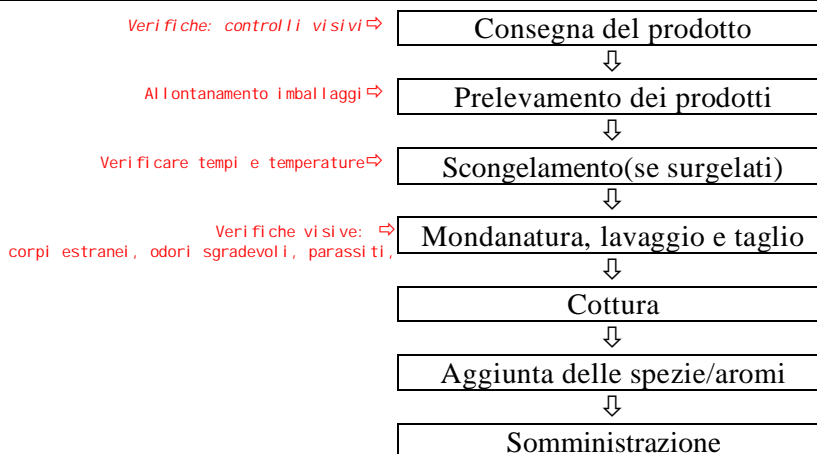 Verifiche: controlli visivi⇨ Consegna del prodotto
⇩
Allontanamento imballaggi⇨ Prelevamento dei prodotti
⇩
Verificare tempi e temperature⇨ Scongelamento(se surgelati)
⇩
Verifiche visive: ⇨ Mondanatura, lavaggio e taglio
corpi estranei, odori sgradevoli, parassiti,
⇩
Cottura
⇩
Aggiunta delle spezie/aromi
⇩
Somministrazione